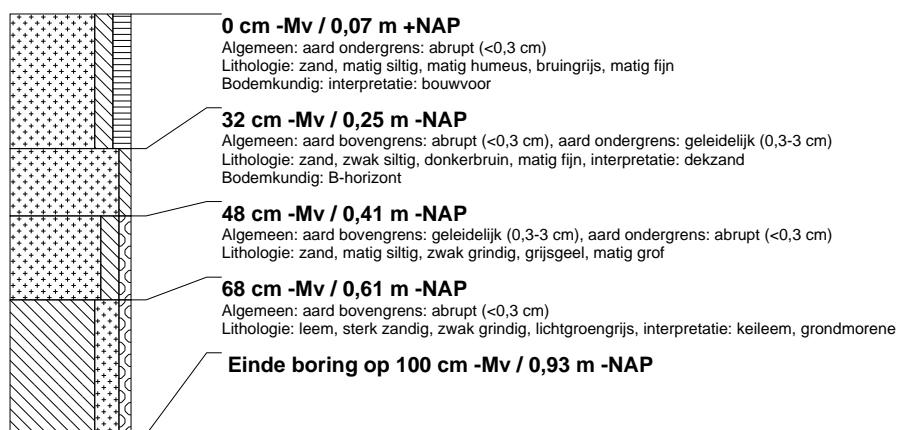 0 cm -Mv / 0,07 m +NAP
Algemeen: aard ondergrens: abrupt (<0,3 cm)
Lithologie: zand, matig siltig, matig humeus, bruingrijs, matig fijn
Bodemkundig: interpretatie: bouwvoor
32 cm -Mv / 0,25 m -NAP
Algemeen: aard bovengrens: abrupt (<0,3 cm), aard ondergrens: geleidelijk (0,3-3 cm)
Lithologie: zand, zwak siltig, donkerbruin, matig fijn, interpretatie: dekzand
Bodemkundig: B-horizont
48 cm -Mv / 0,41 m -NAP
Algemeen: aard bovengrens: geleidelijk (0,3-3 cm), aard ondergrens: abrupt (<0,3 cm)
Lithologie: zand, matig siltig, zwak grindig, grijsgeel, matig grof
68 cm -Mv / 0,61 m -NAP
Algemeen: aard bovengrens: abrupt (<0,3 cm)
Lithologie: leem, sterk zandig, zwak grindig, lichtgroengrijs, interpretatie: keileem, grondmorene
Einde boring op 100 cm -Mv / 0,93 m -NAP